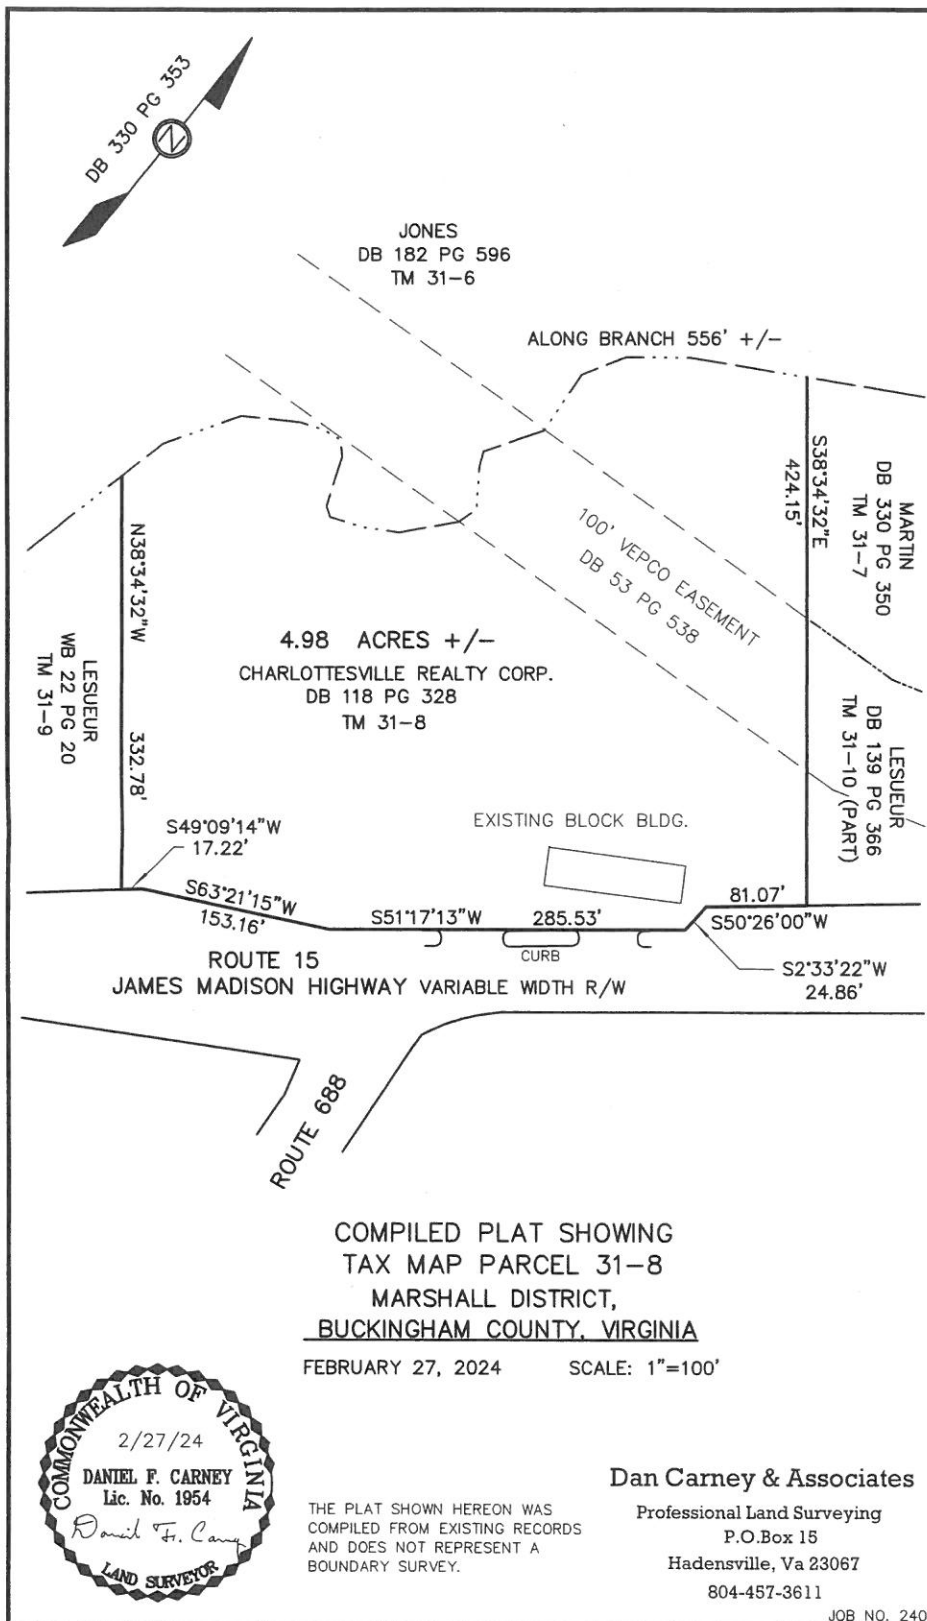 DB 330 PG 353
N
JONES
DB 182 PG 596
TM 31-6
ALONG BRANCH 556' +/-
S38°34'32"E
424.15'
MARTIN
DB 330 PG 350
TM 31-7
100' VEPCO EASEMENT
DB 53 PG 538
N38°34'32"W
332.78'
LESUEUR
WB 22 PG 20
TM 31-9
4.98 ACRES +/-
CHARLOTTESVILLE REALTY CORP.
DB 118 PG 328
TM 31-8
LESUEUR
DB 139 PG 366
TM 31-10 (PART)
S49°09'14"W
17.22'
EXISTING BLOCK BLDG.
S63°21'15"W
153.16'
S51°17'13"W
285.53'
81.07'
S50°26'00"W
CURB
S2°33'22"W
24.86'
ROUTE 15
JAMES MADISON HIGHWAY VARIABLE WIDTH R/W
ROUTE 688
COMPILED PLAT SHOWING
TAX MAP PARCEL 31-8
MARSHALL DISTRICT,
BUCKINGHAM COUNTY, VIRGINIA
FEBRUARY 27, 2024 SCALE: 1"=100'
COMMONWEALTH OF VIRGINIA
2/27/24
DANIEL F. CARNEY
Lic. No. 1954
Daniel F. Carney
LAND SURVEYOR
THE PLAT SHOWN HEREON WAS
COMPILED FROM EXISTING RECORDS
AND DOES NOT REPRESENT A
BOUNDARY SURVEY.
Dan Carney & Associates
Professional Land Surveying
P.O.Box 15
Hadensville, Va 23067
804-457-3611
JOB NO. 240